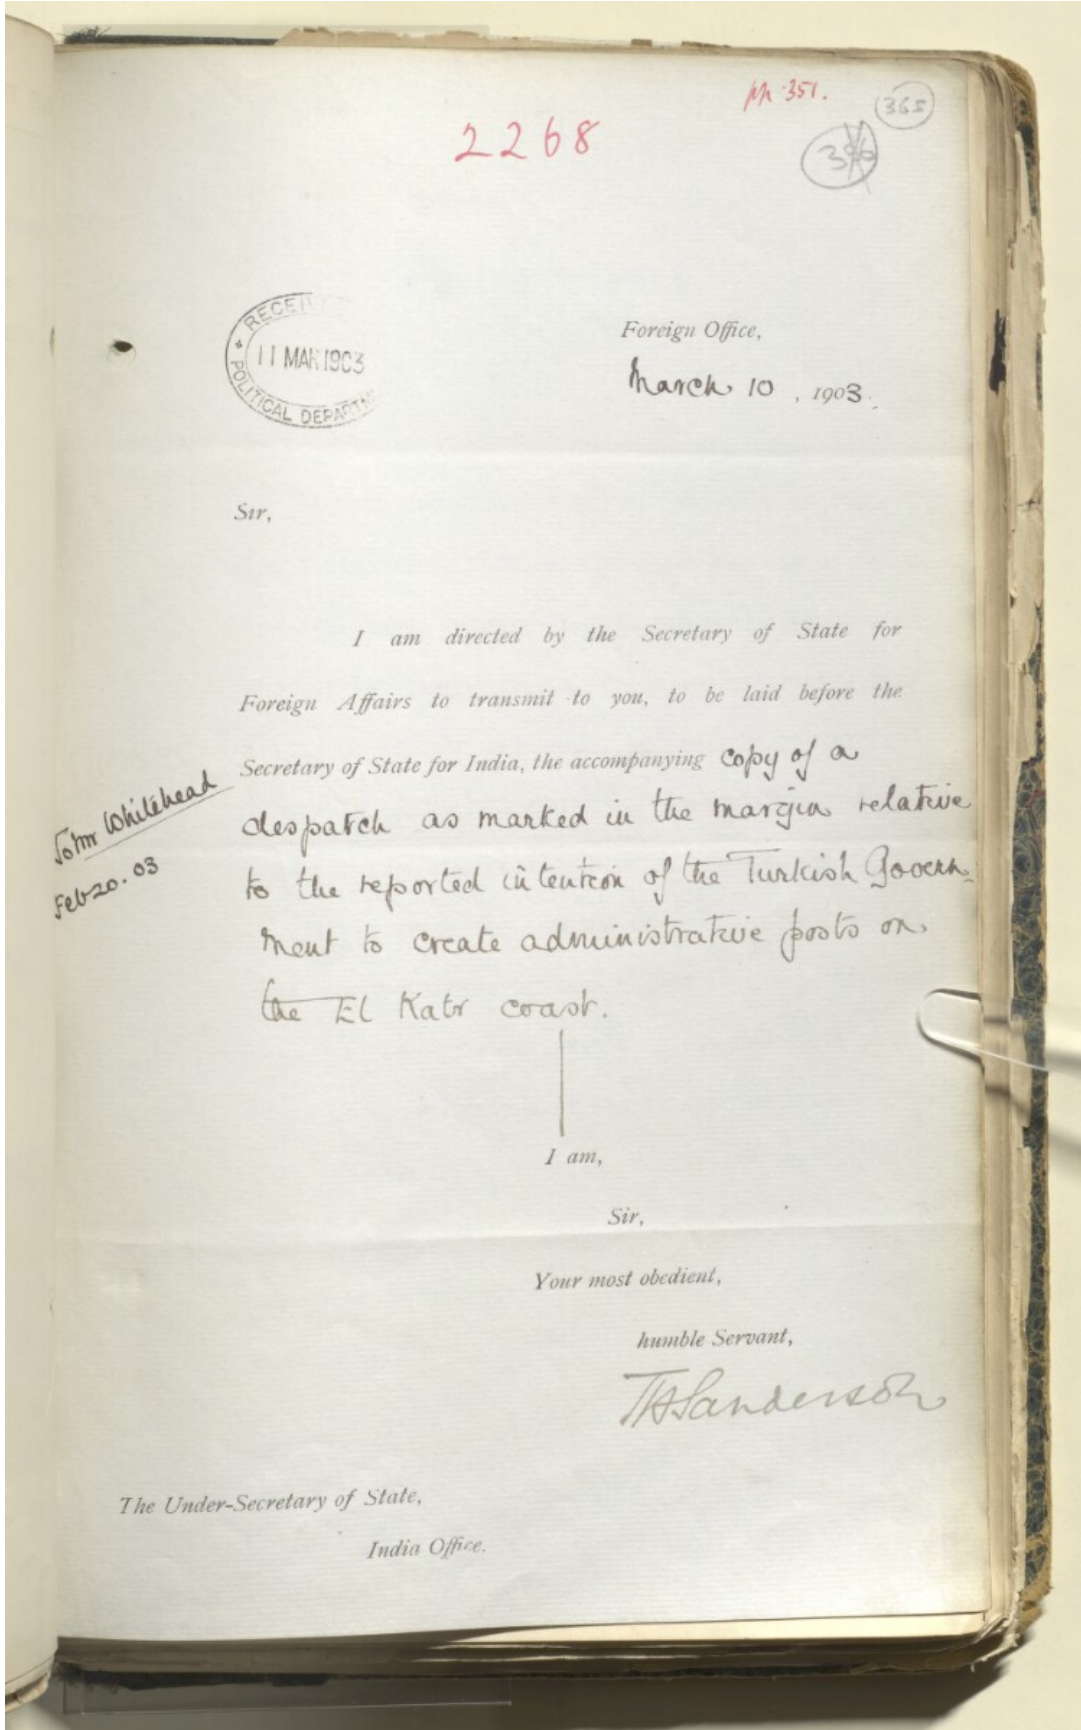 pp. 351.
365
2268
RECEIVED
11 MAR 1903
POLITICAL DEPARTM
Foreign Office,
March 10, 1903.
Sir,
I am directed by the Secretary of State for
Foreign Affairs to transmit to you, to be laid before the
Secretary of State for India, the accompanying copy of a
despatch as marked in the margin relative
to the reported intention of the Turkish Govern-
ment to create administrative posts on
the El Katr coast.
John Whitehead
Feb 20. 03
I am,
Sir,
Your most obedient,
humble Servant,
THSanderson
The Under-Secretary of State,
India Office.